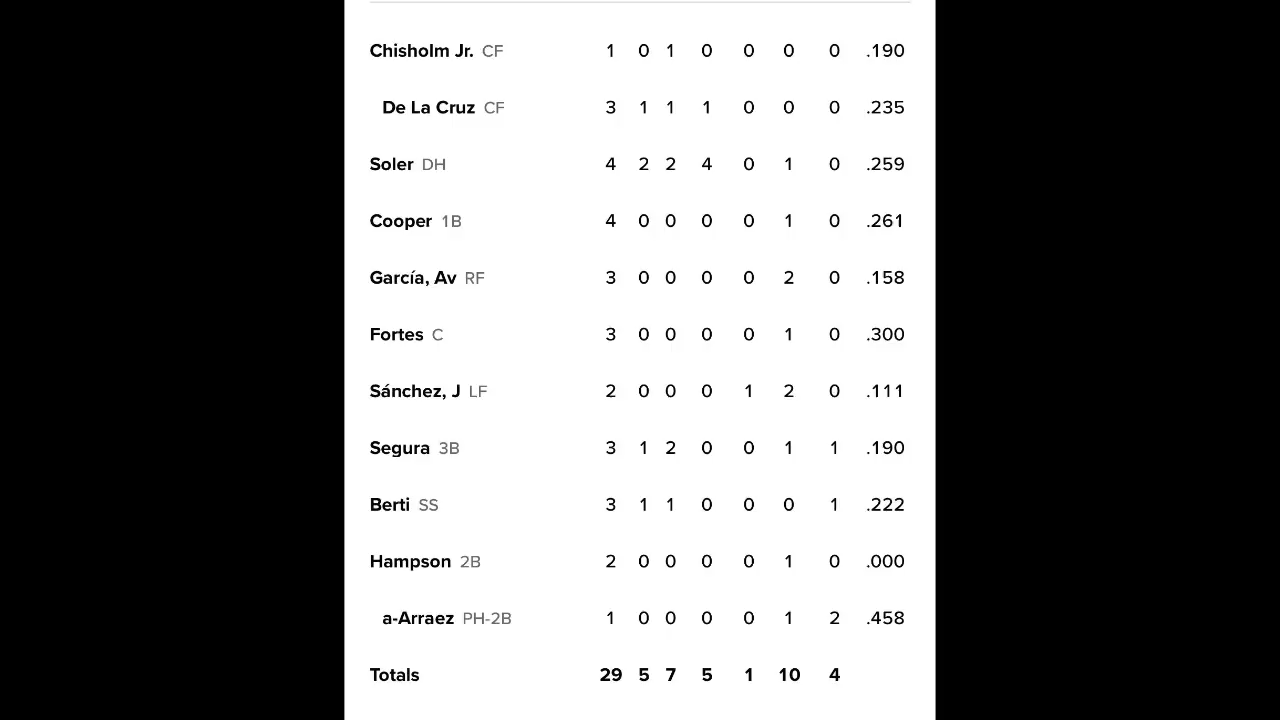 Chisholm Jr. CF 1 0 1 0 0 0 0 .190
De La Cruz CF 3 1 1 1 0 0 0 .235
Soler DH 4 2 2 4 0 1 0 .259
Cooper 1B 4 0 0 0 0 1 0 .261
García, Av RF 3 0 0 0 0 2 0 .158
Fortes C 3 0 0 0 0 1 0 .300
Sánchez, J LF 2 0 0 0 1 2 0 .111
Segura 3B 3 1 2 0 0 1 1 .190
Berti SS 3 1 1 0 0 0 1 .222
Hampson 2B 2 0 0 0 0 1 0 .000
a-Arraez PH-2B 1 0 0 0 0 1 2 .458
Totals 29 5 7 5 1 10 4